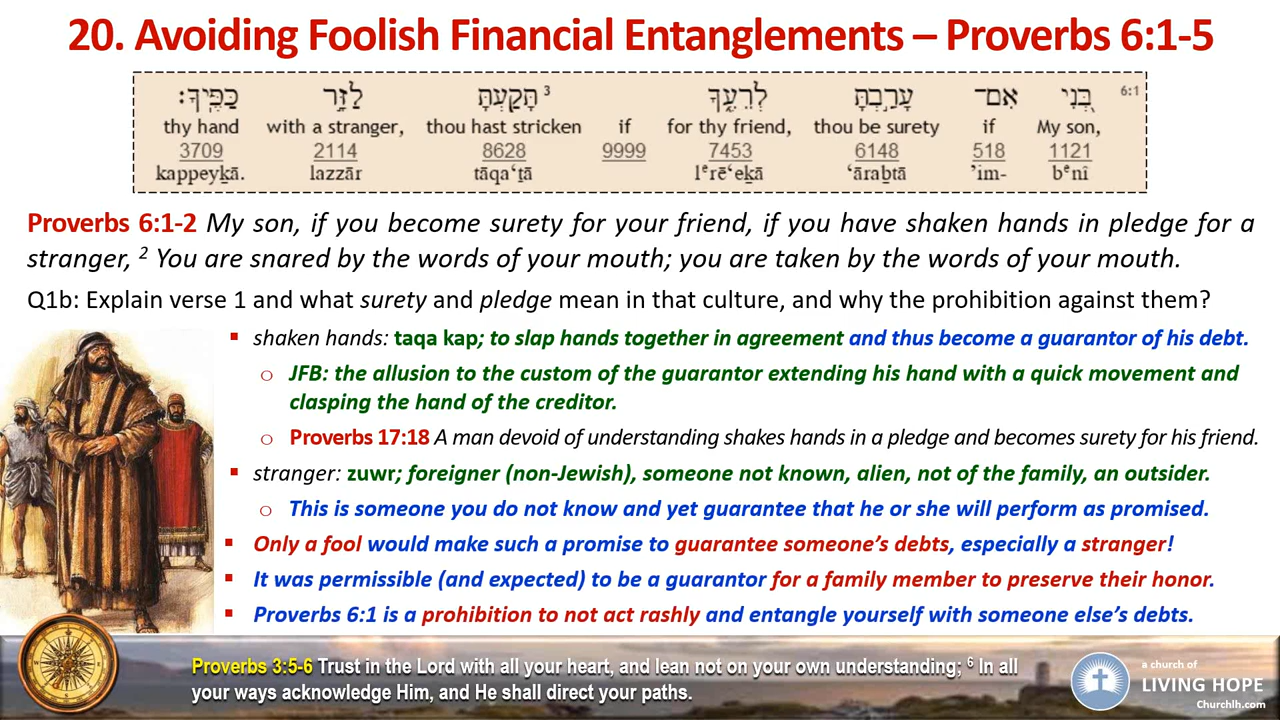 20. Avoiding Foolish Financial Entanglements – Proverbs 6:1-5
כַּפֶּֽיךָ׃ לַזָּ֣ר תָּקַ֖עְתָּ 3 לְרֵעֶ֑ךָ עָרַ֣בְתָּ אִם־ בְּ֭נִי 6:1
thy hand with a stranger, thou hast stricken if for thy friend, thou be surety if My son,
3709 2114 8628 9999 7453 6148 518 1121
kappeyḵā. lazzār tāqa‘tā lᵉrē‘eḵā ‘āraḇtā ’im- bᵉnî
Proverbs 6:1-2 My son, if you become surety for your friend, if you have shaken hands in pledge for a
stranger, 2 You are snared by the words of your mouth; you are taken by the words of your mouth.
Q1b: Explain verse 1 and what surety and pledge mean in that culture, and why the prohibition against them?
▪ shaken hands: taqa kap; to slap hands together in agreement and thus become a guarantor of his debt.
o JFB: the allusion to the custom of the guarantor extending his hand with a quick movement and
clasping the hand of the creditor.
o Proverbs 17:18 A man devoid of understanding shakes hands in a pledge and becomes surety for his friend.
▪ stranger: zuwr; foreigner (non-Jewish), someone not known, alien, not of the family, an outsider.
o This is someone you do not know and yet guarantee that he or she will perform as promised.
▪ Only a fool would make such a promise to guarantee someone’s debts, especially a stranger!
▪ It was permissible (and expected) to be a guarantor for a family member to preserve their honor.
▪ Proverbs 6:1 is a prohibition to not act rashly and entangle yourself with someone else’s debts.
Proverbs 3:5-6 Trust in the Lord with all your heart, and lean not on your own understanding; 6 In all
your ways acknowledge Him, and He shall direct your paths.
a church of
LIVING HOPE
Churchlh.com